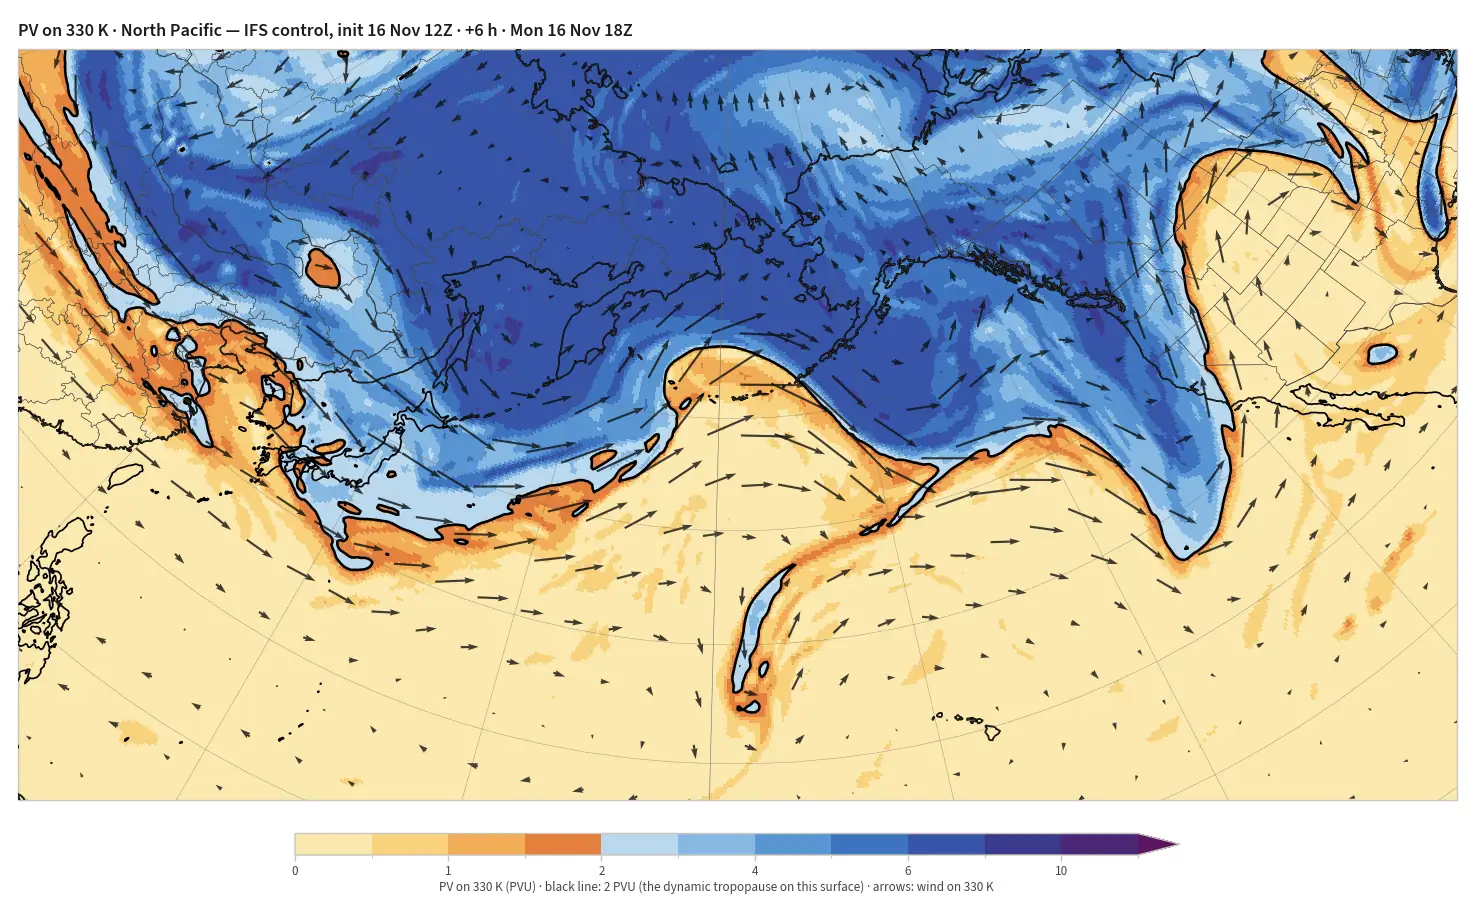 PV on 330 K · North Pacific — IFS control, init 16 Nov 12Z · +6 h · Mon 16 Nov 18Z
0 1 2 4 6 8 10
PV on 330 K (PVU) · black line: 2 PVU (the dynamic tropopause on this surface) · arrows: wind on 330 K